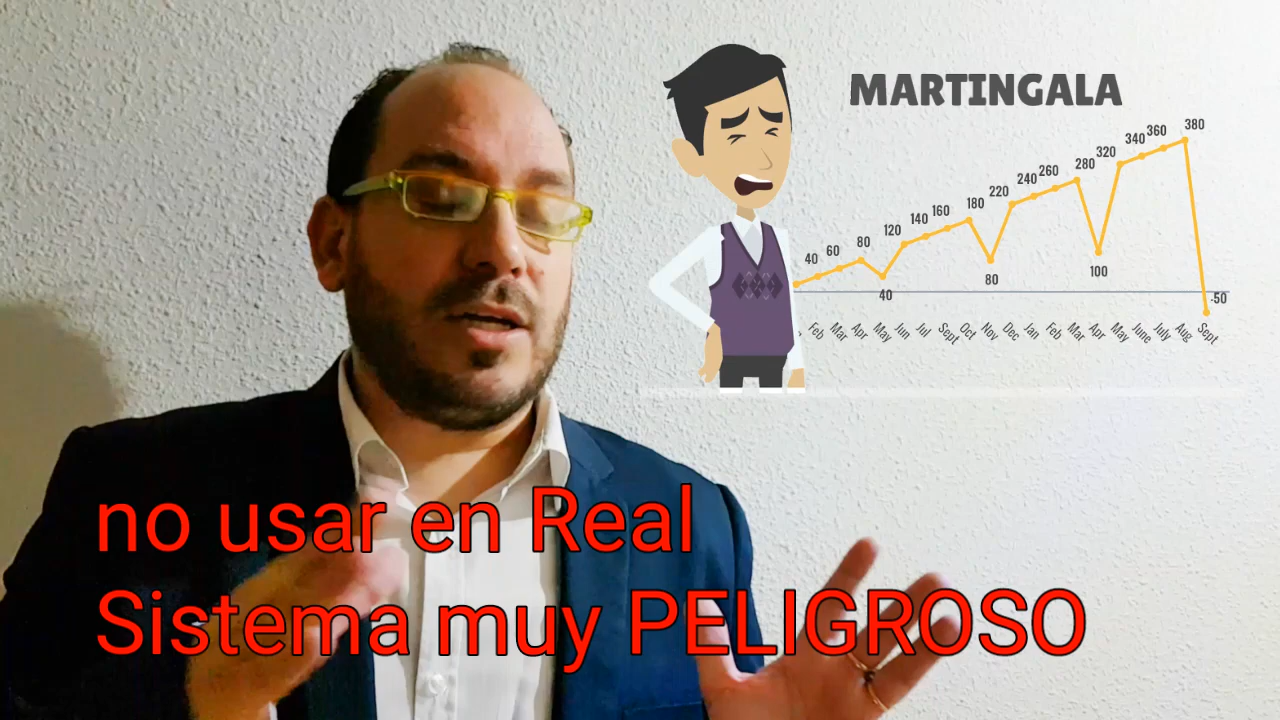 MARTINGALA
40 60 80 40 120 140 160 180 80 220 240 260 280 100 320 340 360 380 -50
Feb Mar Apr May Jun Jul Sept Oct Nov Dec Jan Feb Mar Apr May June July Aug Sept.
no usar en Real
Sistema muy PELIGROSO